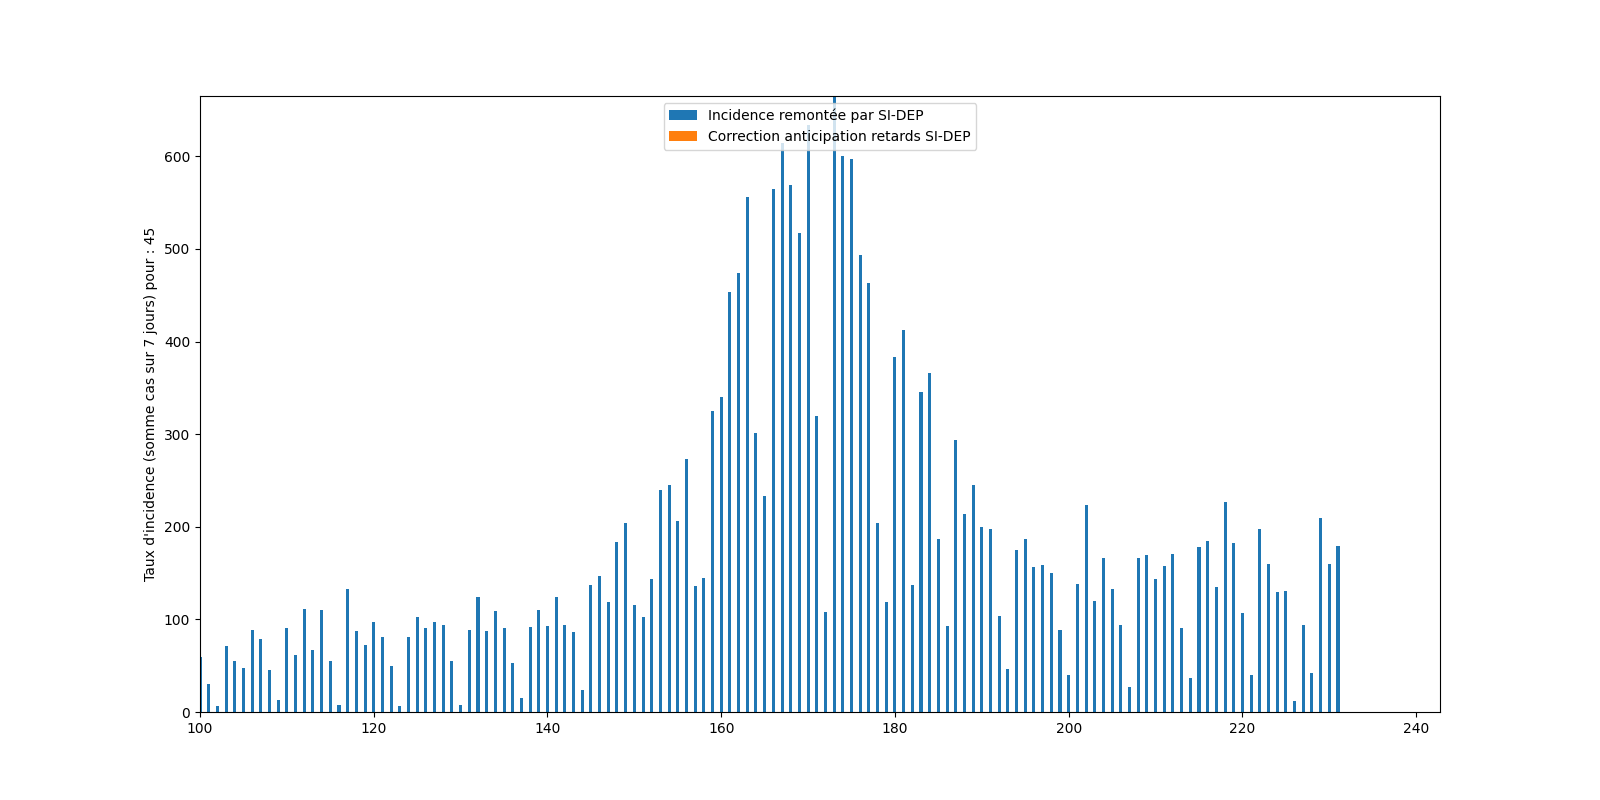 Incidence remontée par SI-DEP
Correction anticipation retards SI-DEP
Taux d'incidence (somme cas sur 7 jours) pour : 45
600
500
400
300
200
100
0
100 120 140 160 180 200 220 240